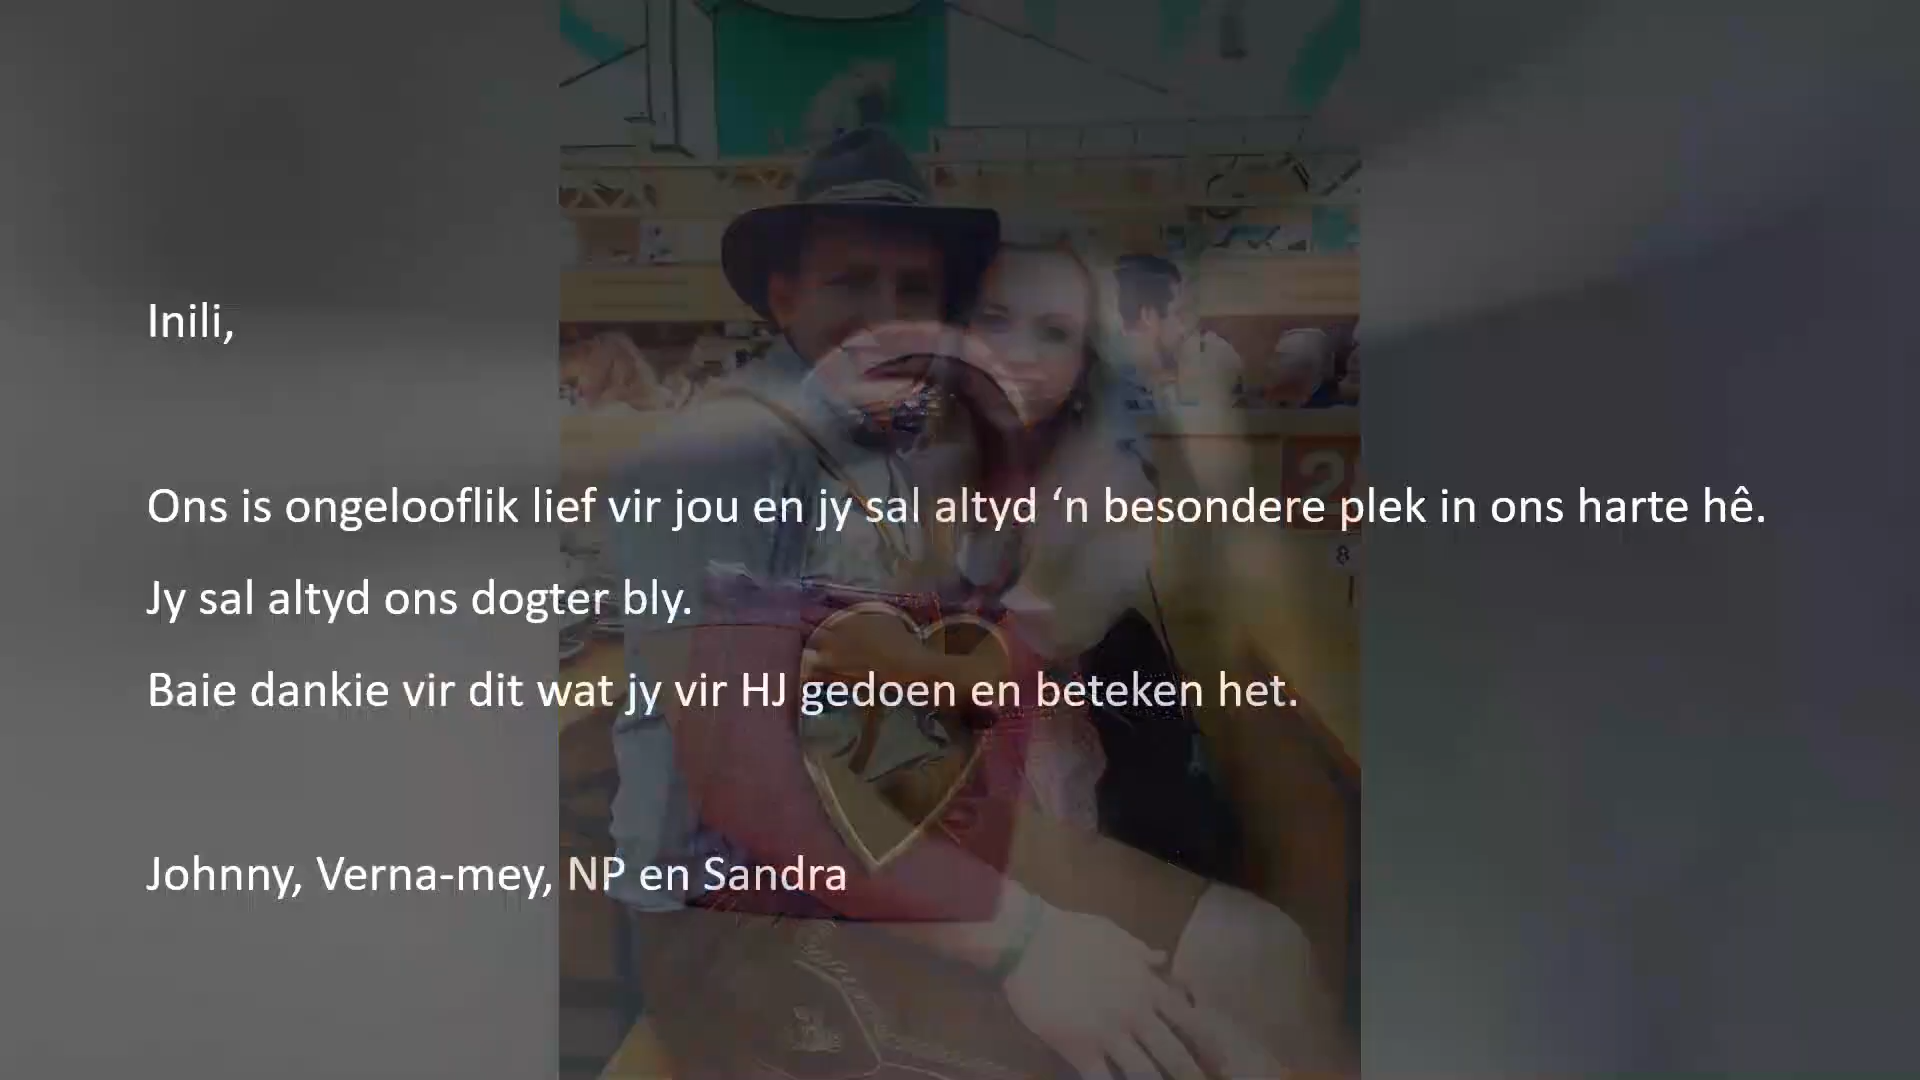 Inili,
Ons is ongelooflik lief vir jou en jy sal altyd ‘n besondere plek in ons harte hê.
Jy sal altyd ons dogter bly.
Baie dankie vir dit wat jy vir HJ gedoen en beteken het.
Johnny, Verna-mey, NP en Sandra
8